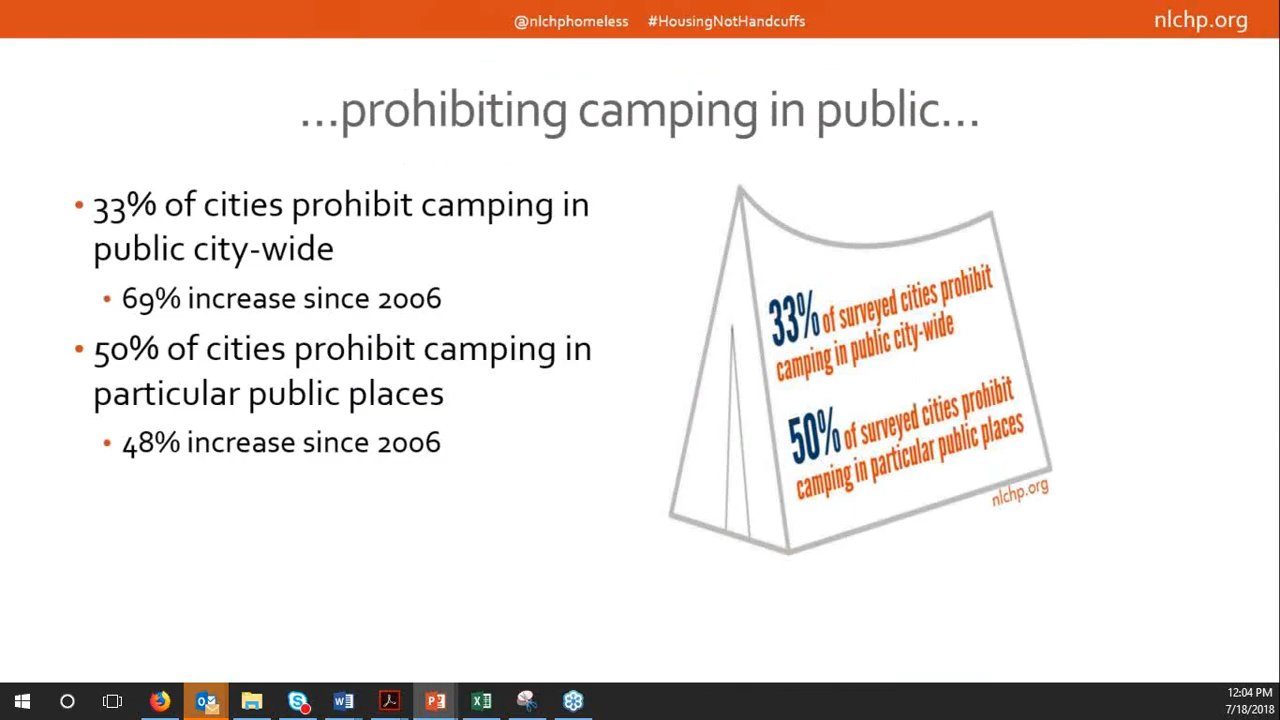 @nlchphomeless #HousingNotHandcuffs nlchp.org
...prohibiting camping in public...
• 33% of cities prohibit camping in
public city-wide
• 69% increase since 2006
• 50% of cities prohibit camping in
particular public places
• 48% increase since 2006
33% of surveyed cities prohibit
camping in public city-wide
50% of surveyed cities prohibit
camping in particular public places
nlchp.org
12:04 PM
7/18/2018